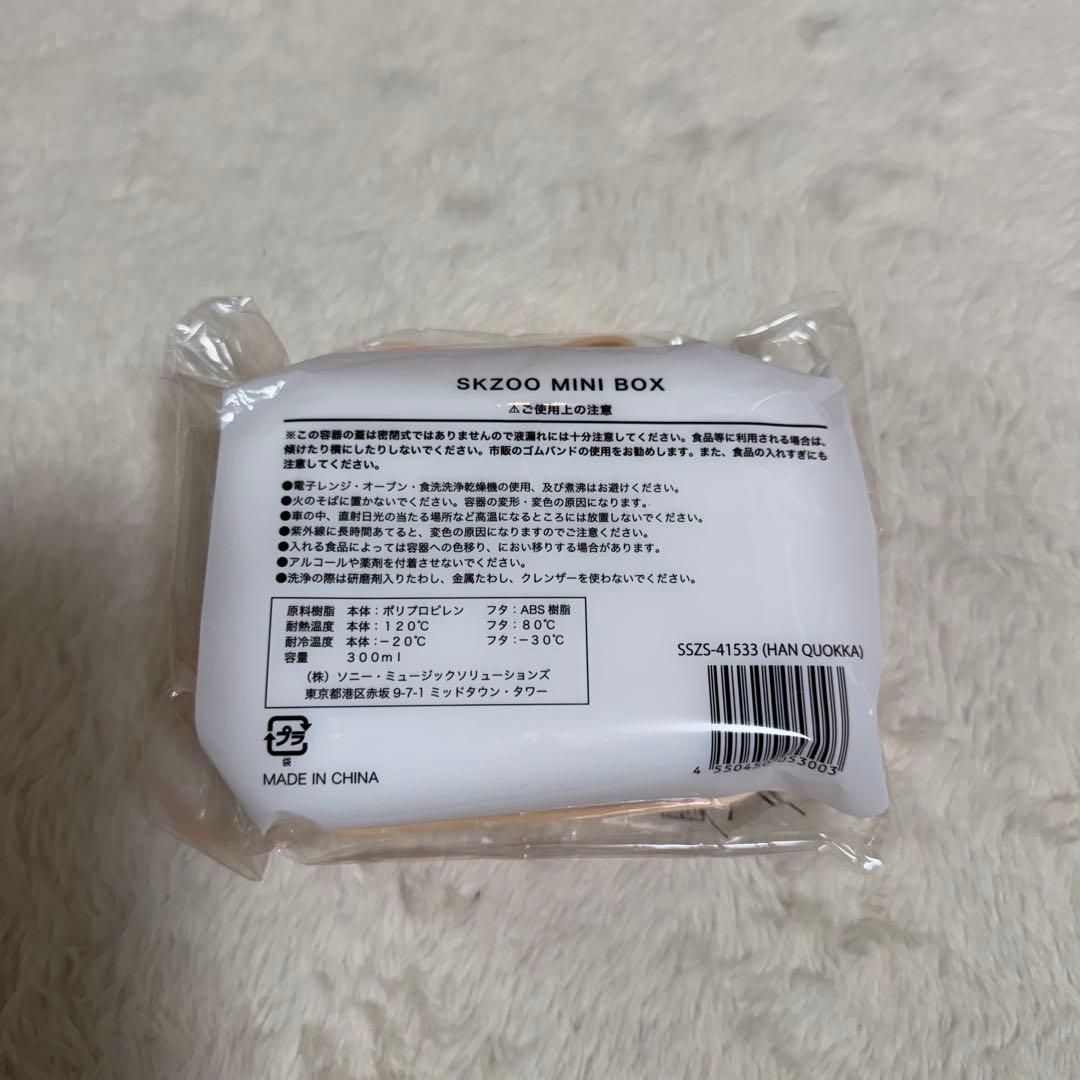 SKZOO MINI BOX
⚠ご使用上の注意
※この容器の蓋は密閉式ではありませんので液漏れには十分注意してください。食品等に利用される場合は、
傾けたり横にしたりしないでください。市販のゴムバンドの使用をお勧めします。また、食品の入れすぎにも
注意してください。
●電子レンジ・オーブン・食洗洗浄乾燥機の使用、及び煮沸はお避けください。
●火のそばに置かないでください。容器の変形・変色の原因になります。
●車の中、直射日光の当たる場所など高温になるところには放置しないでください。
●紫外線に長時間あてると、変色の原因になりますのでご注意ください。
●入れる食品によっては容器への色移り、におい移りする場合があります。
●アルコールや薬剤を付着させないでください。
●洗浄の際は研磨剤入りたわし、金属たわし、クレンザーを使わないでください。
原料樹脂 本体：ポリプロピレン フタ：ABS樹脂
耐熱温度 本体：120℃ フタ：80℃
耐冷温度 本体：−20℃ フタ：−30℃
容量 300ml
（株）ソニー・ミュージックソリューションズ
東京都港区赤坂 9-7-1 ミッドタウン・タワー
SSZS-41533 (HAN QUOKKA)
4 550450 053003
プラ
袋
MADE IN CHINA